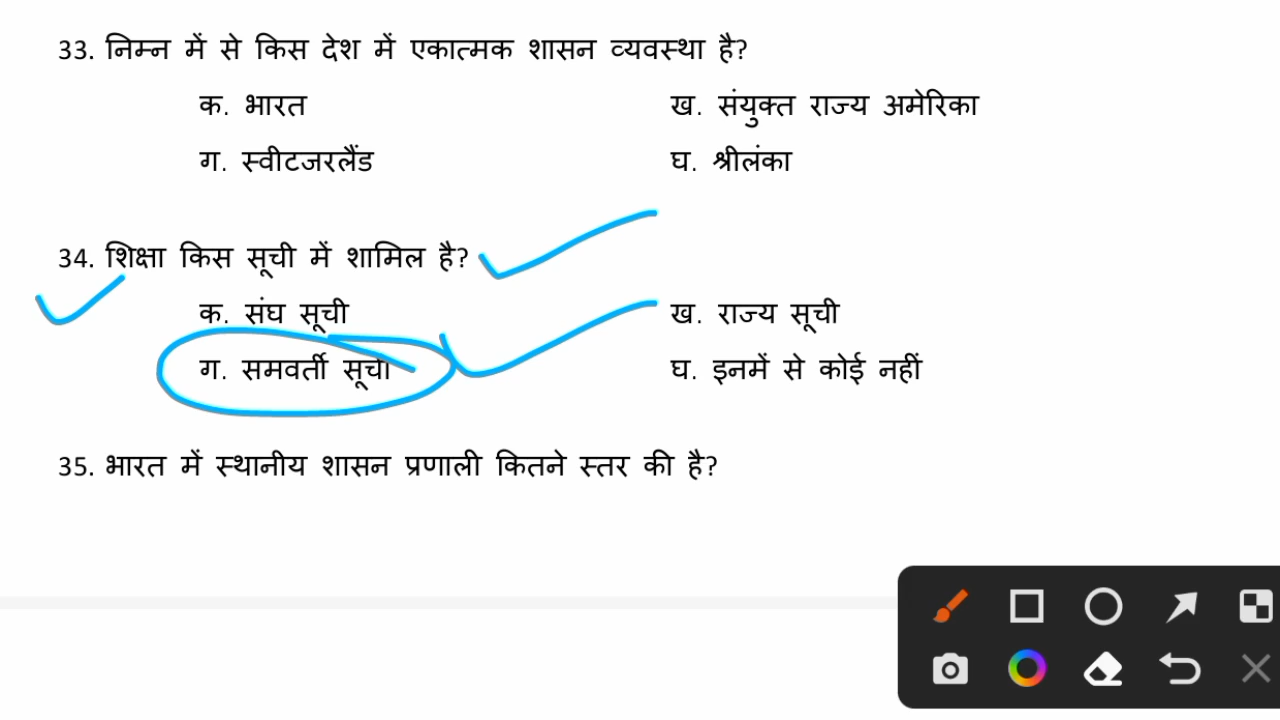 33. निम्न में से किस देश में एकात्मक शासन व्यवस्था है?
क. भारत ख. संयुक्त राज्य अमेरिका
ग. स्वीटजरलैंड घ. श्रीलंका
34. शिक्षा किस सूची में शामिल है?
क. संघ सूची ख. राज्य सूची
ग. समवर्ती सूची घ. इनमें से कोई नहीं
35. भारत में स्थानीय शासन प्रणाली कितने स्तर की है?